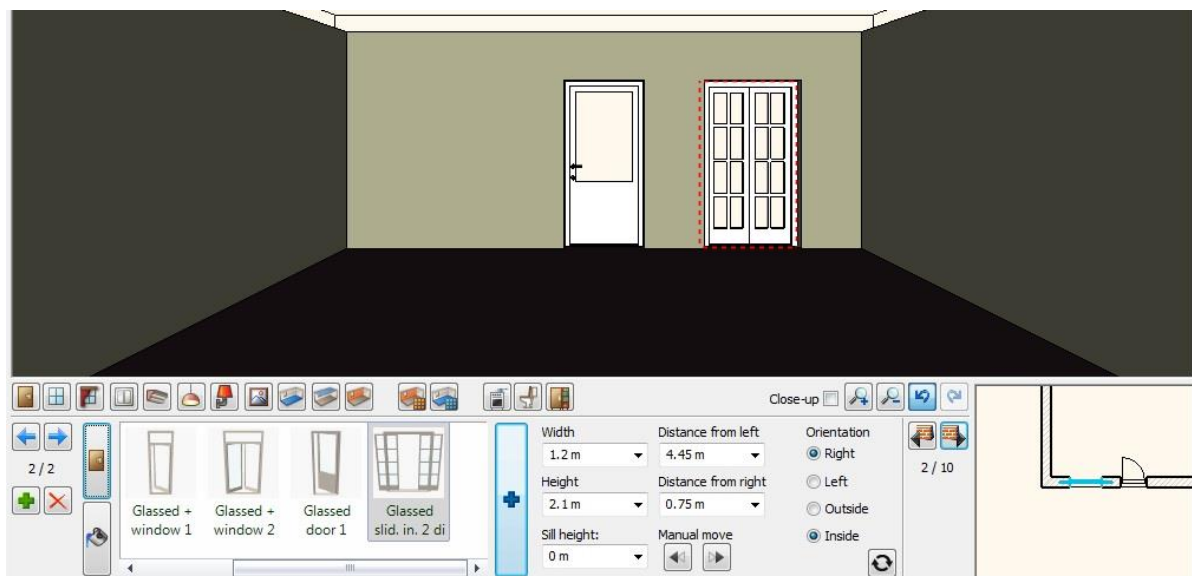 Close-up
2 / 2
Glassed +
window 1
Glassed +
window 2
Glassed
door 1
Glassed
slid. in. 2 di
Width
1.2 m
Height
2.1 m
Sill height:
0 m
Distance from left
4.45 m
Distance from right
0.75 m
Manual move
Orientation
Right
Left
Outside
Inside
2 / 10